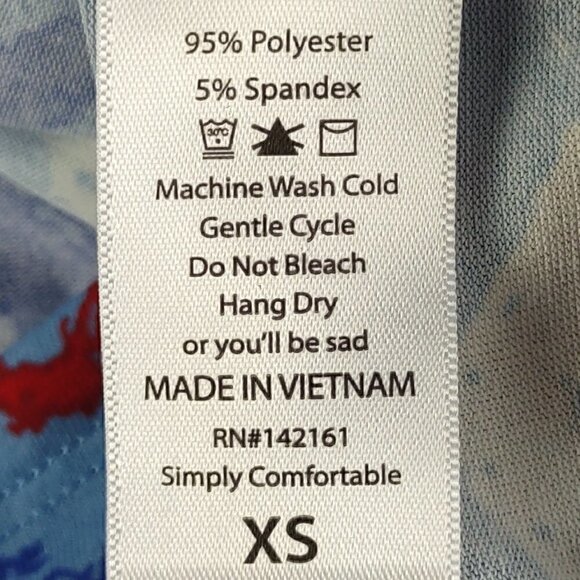 95% Polyester
5% Spandex
30°C
Machine Wash Cold
Gentle Cycle
Do Not Bleach
Hang Dry
or you'll be sad
MADE IN VIETNAM
RN#142161
Simply Comfortable
XS